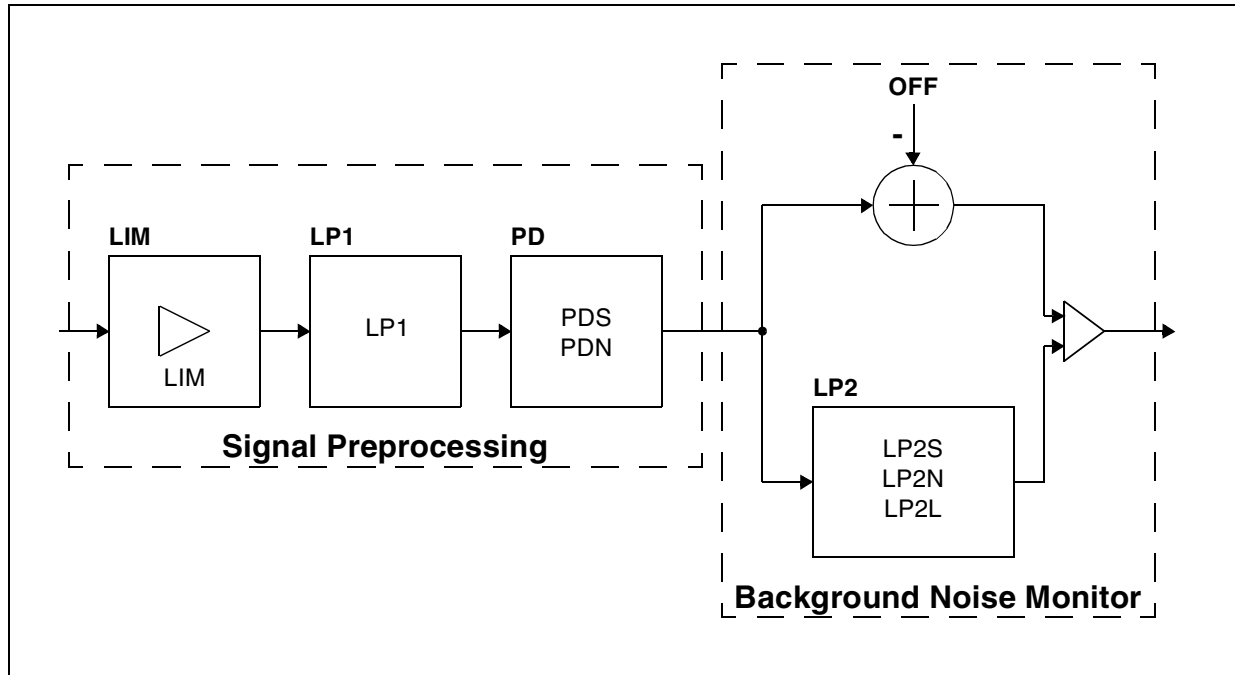 OFF
-
LIM
LP1
PD
LIM
LP1
PDS
PDN
Signal Preprocessing
LP2
LP2S
LP2N
LP2L
Background Noise Monitor